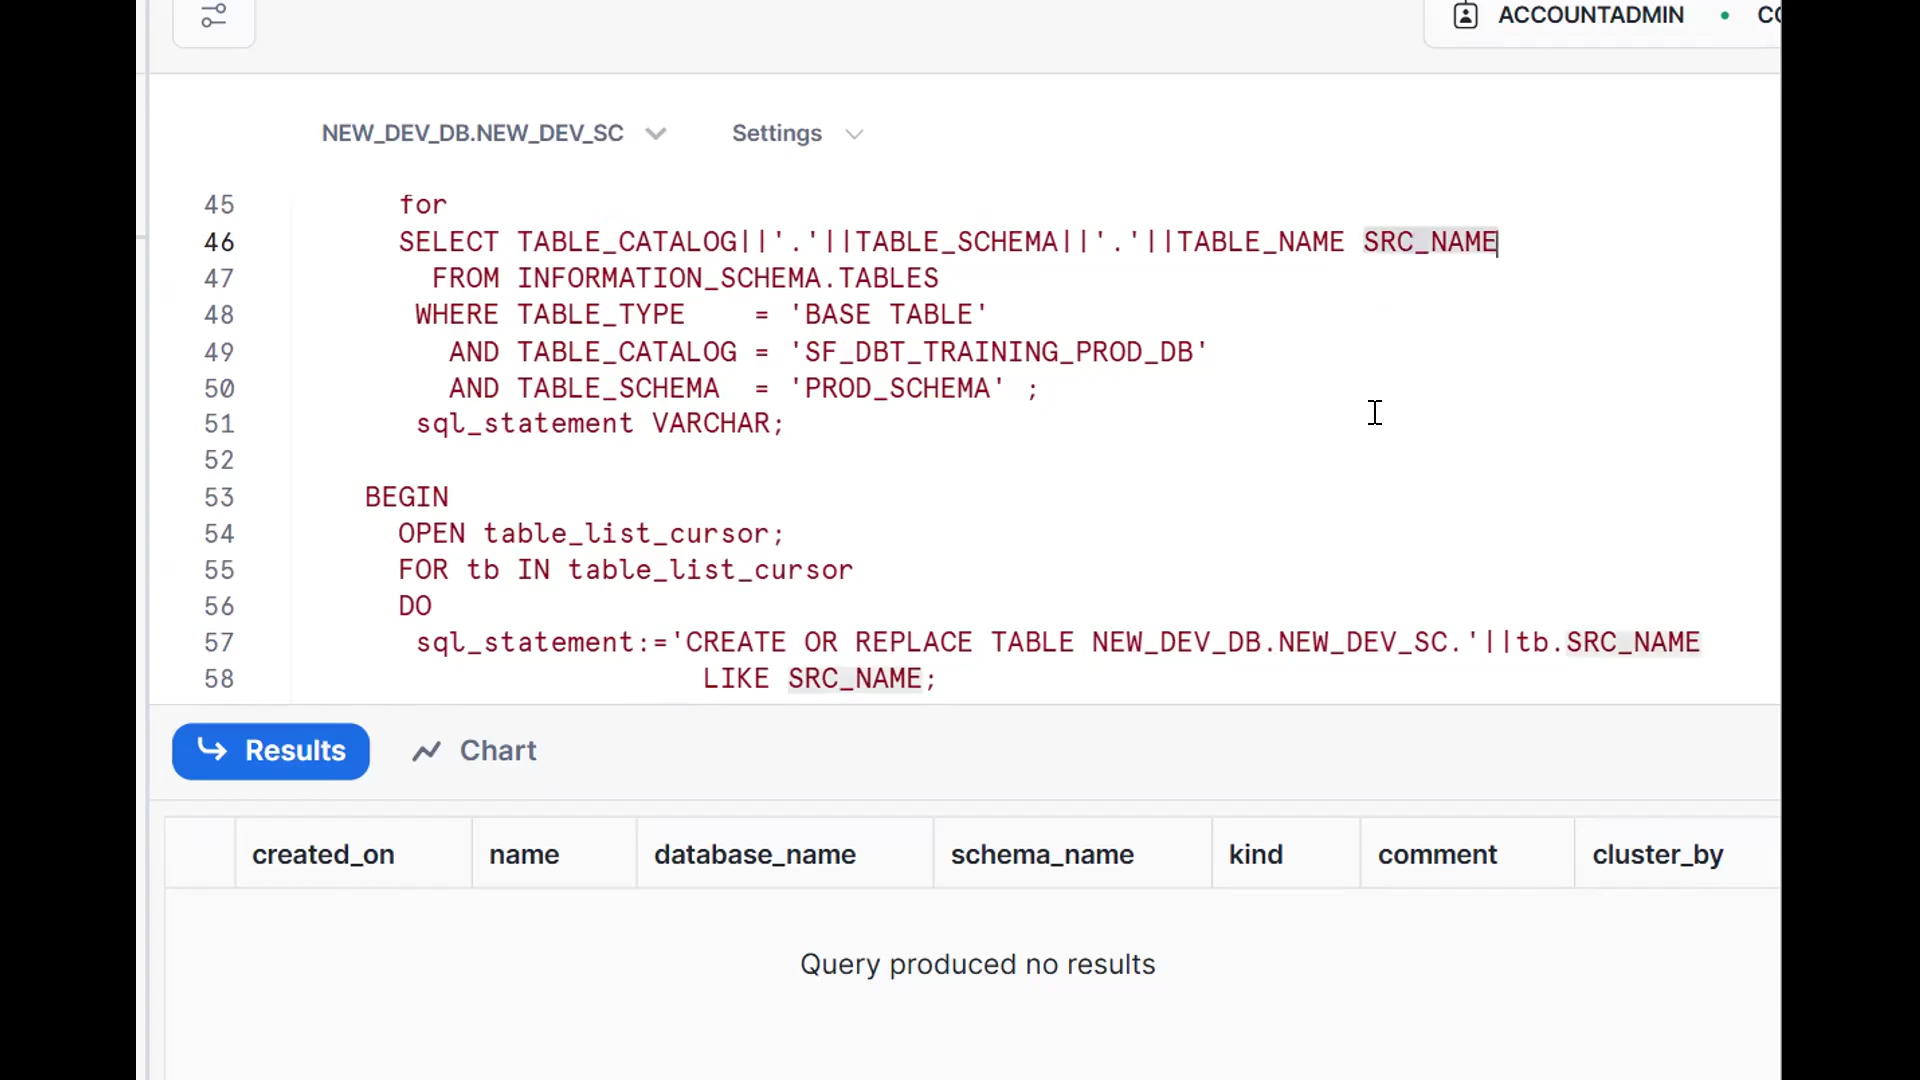 ACCOUNTADMIN
NEW_DEV_DB.NEW_DEV_SC Settings
45 for
46 SELECT TABLE_CATALOG||'.'||TABLE_SCHEMA||'.'||TABLE_NAME SRC_NAME
47 FROM INFORMATION_SCHEMA.TABLES
48 WHERE TABLE_TYPE = 'BASE TABLE'
49 AND TABLE_CATALOG = 'SF_DBT_TRAINING_PROD_DB'
50 AND TABLE_SCHEMA = 'PROD_SCHEMA' ;
51 sql_statement VARCHAR;
52
53 BEGIN
54 OPEN table_list_cursor;
55 FOR tb IN table_list_cursor
56 DO
57 sql_statement:='CREATE OR REPLACE TABLE NEW_DEV_DB.NEW_DEV_SC.'||tb.SRC_NAME
58 LIKE SRC_NAME;
Results Chart
created_on name database_name schema_name kind comment cluster_by
Query produced no results